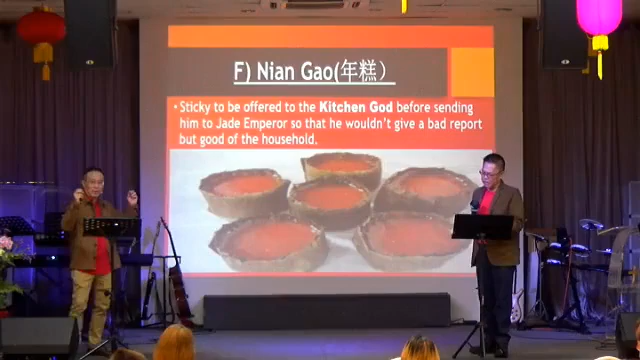 F) Nian Gao(年糕)
• Sticky to be offered to the Kitchen God before sending
him to Jade Emperor so that he wouldn't give a bad report
but good of the household.